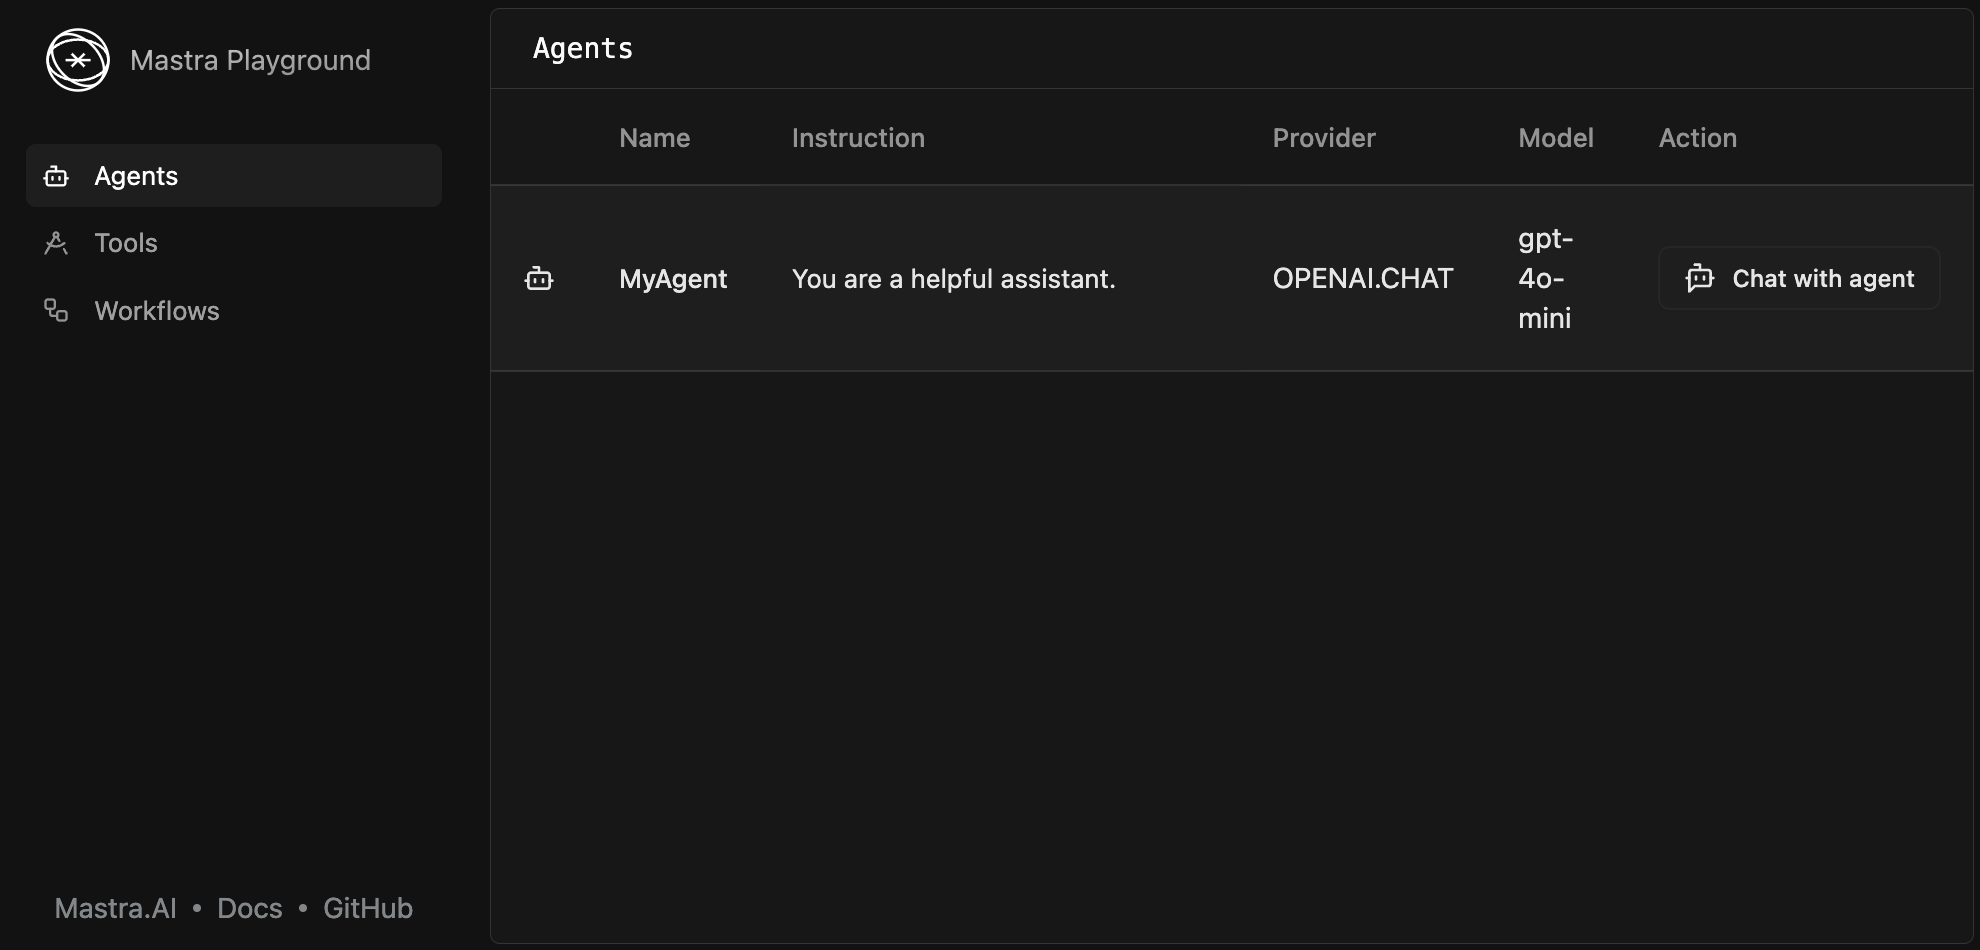 Mastra Playground
Agents
Tools
Workflows
Mastra.AI • Docs • GitHub
Agents
Name Instruction Provider Model Action
MyAgent You are a helpful assistant. OPENAI.CHAT gpt-
4o-
mini Chat with agent